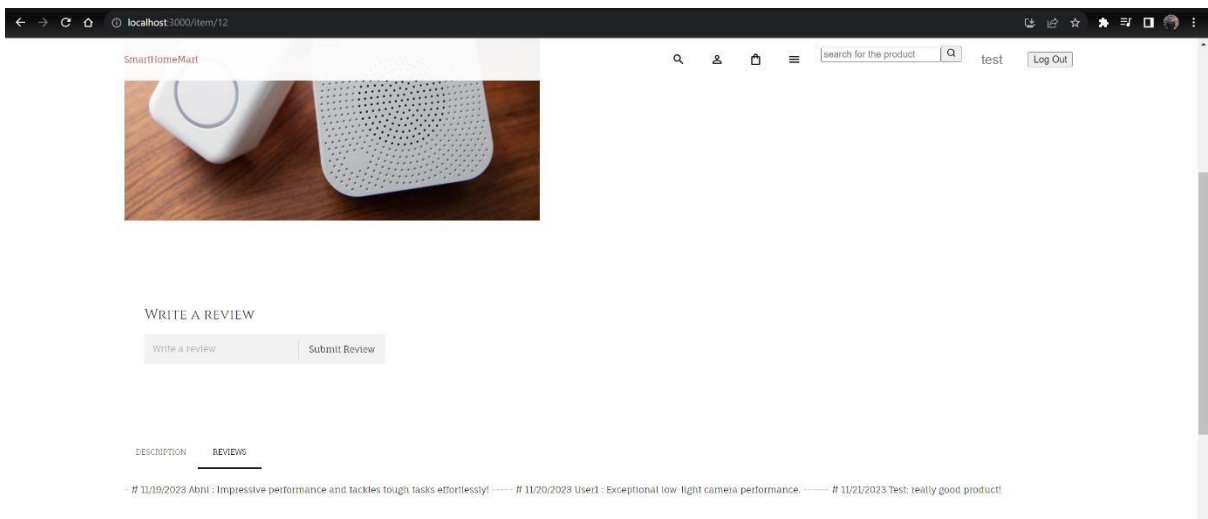 localhost:3000/item/12
SmartHomeMart
search for the product
test
Log Out
WRITE A REVIEW
Write a review
Submit Review
DESCRIPTION
REVIEWS
- # 11/19/2023 Abhi : Impressive performance and tackles tough tasks effortlessly! ----- # 11/20/2023 User1 : Exceptional low-light camera performance. ------ # 11/21/2023 Test: really good product!